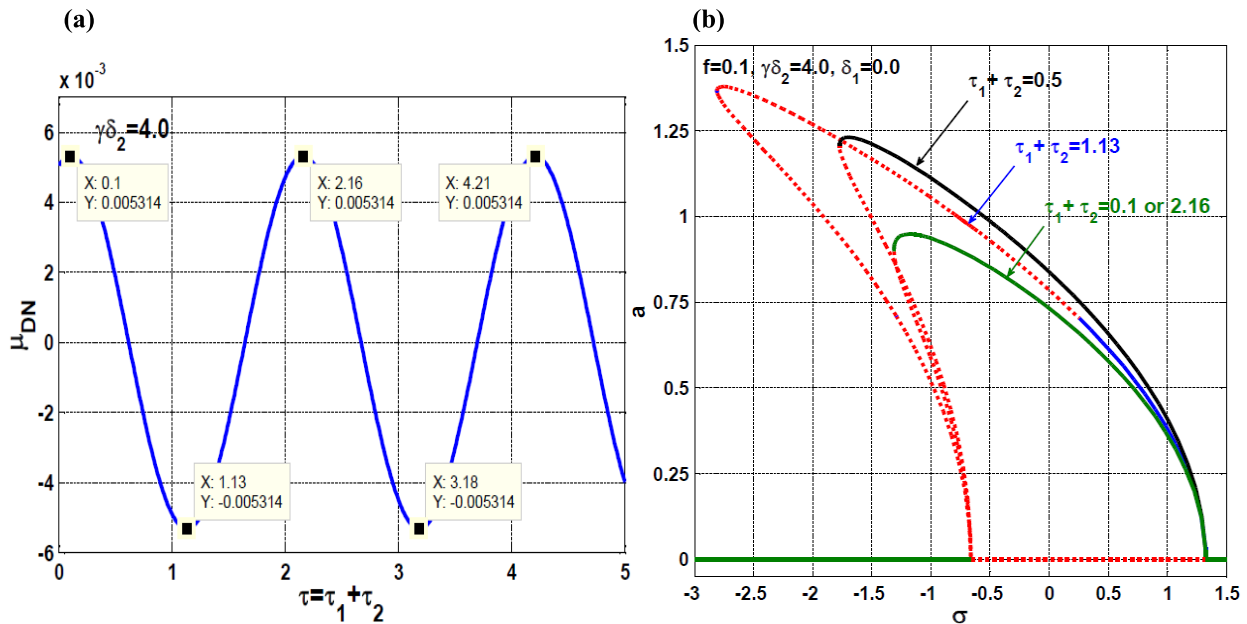 (a)
x 10⁻³
γδ₂=4.0
6
4
2
0
-2
-4
-6
μ_DN
X: 0.1
Y: 0.005314
X: 2.16
Y: 0.005314
X: 4.21
Y: 0.005314
X: 1.13
Y: -0.005314
X: 3.18
Y: -0.005314
0 1 2 3 4 5
τ=τ₁+τ₂
(b)
f=0.1, γδ₂=4.0, δ₁=0.0
τ₁+ τ₂=0.5
τ₁+ τ₂=1.13
τ₁+ τ₂=0.1 or 2.16
1.5
1.25
1
0.75
0.5
0.25
0
a
-3 -2.5 -2 -1.5 -1 -0.5 0 0.5 1 1.5
σ